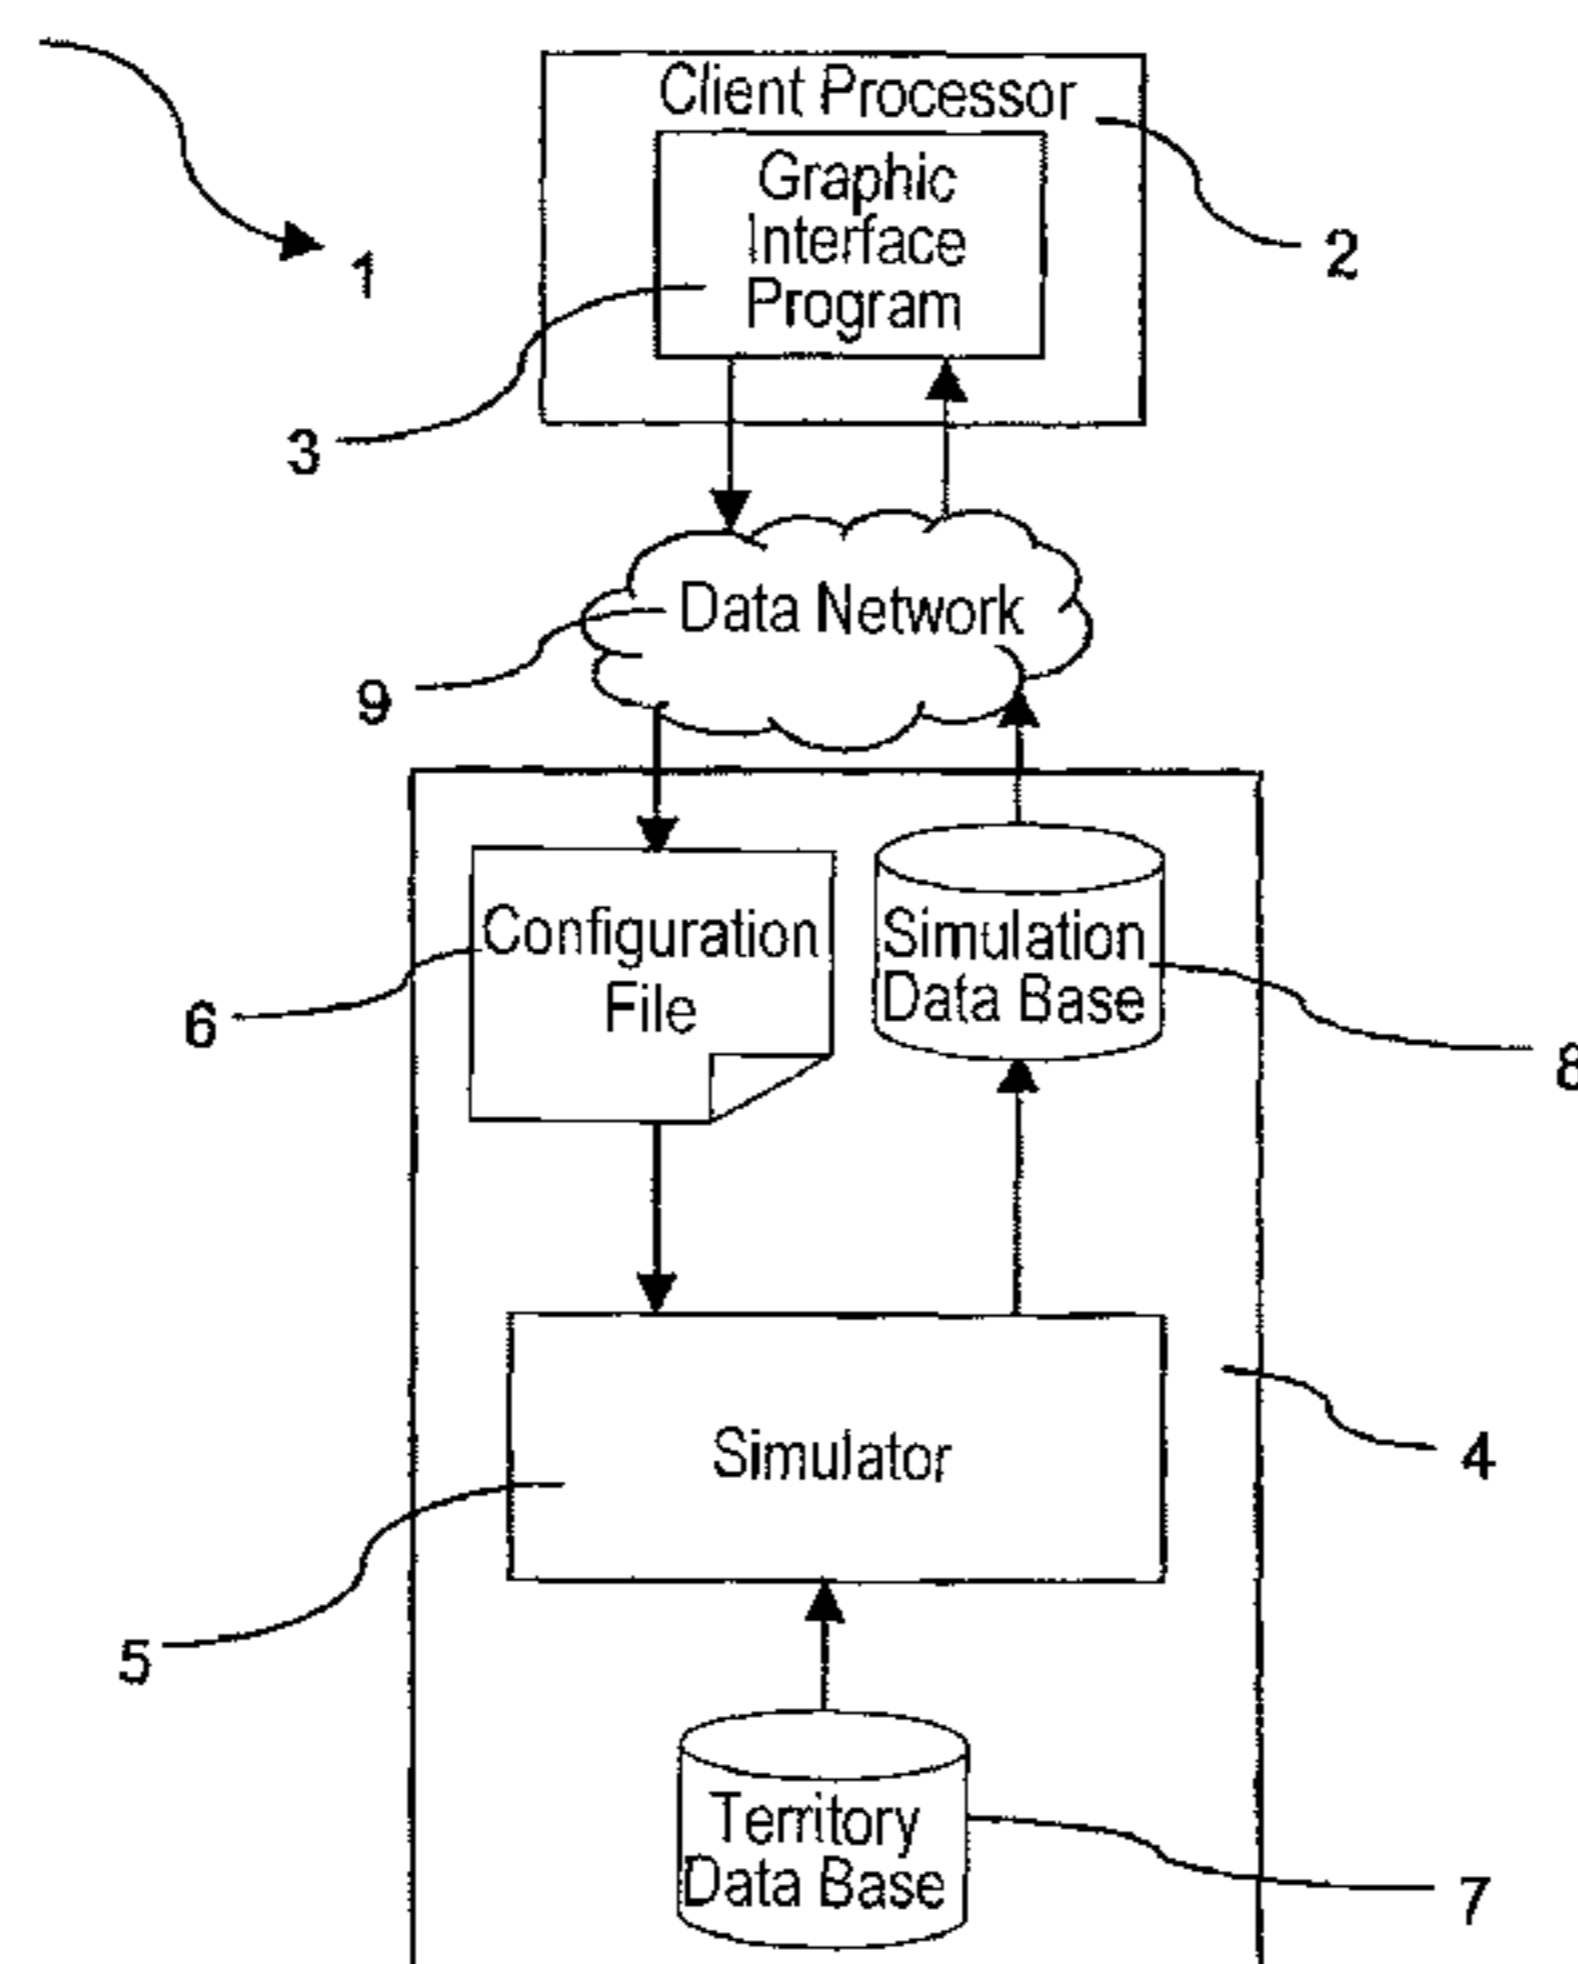 Client Processor
Graphic
Interface
Program
1
2
3
Data Network
9
Configuration
File
Simulation
Data Base
6
8
Simulator
4
5
Territory
Data Base
7